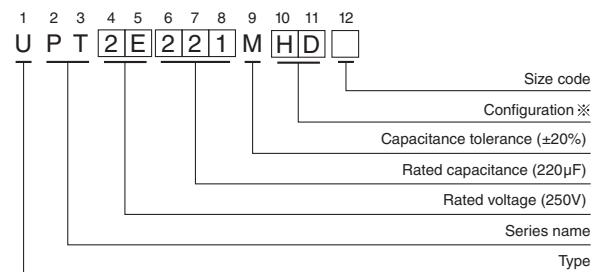 1 2 3 4 5 6 7 8 9 10 11 12
U P T 2 E 2 2 1 M H D
Size code
Configuration ※
Capacitance tolerance (±20%)
Rated capacitance (220µF)
Rated voltage (250V)
Series name
Type